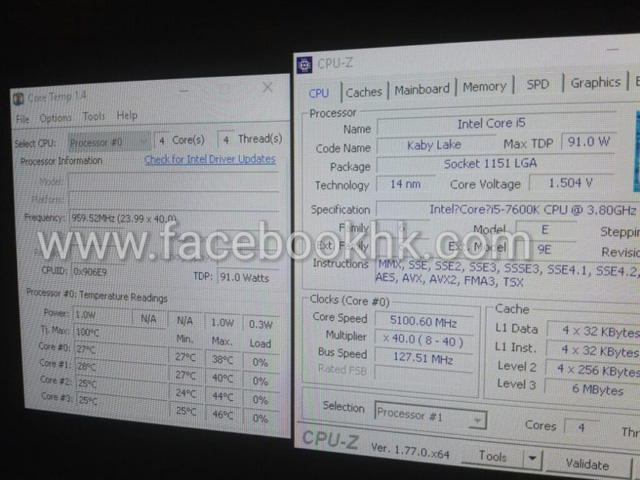 Core Temp 1.4
File Options Tools Help
Select CPU: Processor #0 4 Core(s) 4 Thread(s)
Processor Information Check for Intel Driver Updates
Model:
Platform:
Frequency: 959.52MHz (23.99 x 40.0)
CPUID: 0x906E9 TDP: 91.0 Watts
Processor #0: Temperature Readings
Power: 1.0W N/A N/A 1.0W 0.3W
Tj. Max: 100°C Min. Max. Load
Core #0: 27°C 27°C 38°C 0%
Core #1: 28°C 27°C 40°C 0%
Core #2: 25°C 24°C 44°C 0%
Core #3: 25°C 25°C 46°C 0%
www.facebookhk.com
CPU-Z
CPU Caches Mainboard Memory SPD Graphics
Processor
Name Intel Core i5
Code Name Kaby Lake Max TDP 91.0 W
Package Socket 1151 LGA
Technology 14 nm Core Voltage 1.504 V
Specification Intel?Core?i5-7600K CPU @ 3.80GHz
Family 6 Model E Stepping
Ext. Family Ext. Model 9E Revision
Instructions MMX, SSE, SSE2, SSE3, SSSE3, SSE4.1, SSE4.2,
AES, AVX, AVX2, FMA3, TSX
Clocks (Core #0)
Core Speed 5100.60 MHz
Multiplier x 40.0 ( 8 - 40 )
Bus Speed 127.51 MHz
Rated FSB
Cache
L1 Data 4 x 32 KBytes
L1 Inst. 4 x 32 KBytes
Level 2 4 x 256 KBytes
Level 3 6 MBytes
Selection Processor #1 Cores 4 Thr
CPU-Z Ver. 1.77.0.x64 Tools Validate